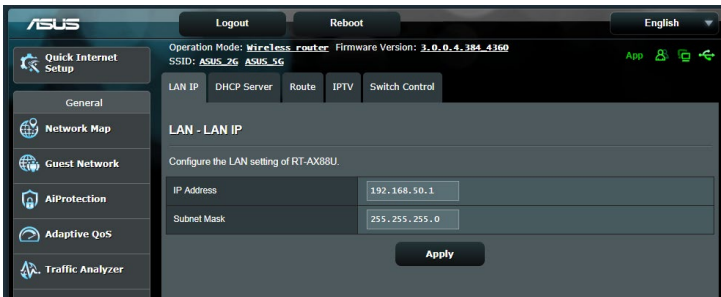 ASUS
Logout
Reboot
English
Quick Internet
Setup
Operation Mode: Wireless router Firmware Version: 3.0.0.4.384_4360
SSID: ASUS_2G ASUS_5G
App
LAN IP
DHCP Server
Route
IPTV
Switch Control
General
Network Map
Guest Network
AiProtection
Adaptive QoS
Traffic Analyzer
LAN - LAN IP
Configure the LAN setting of RT-AX88U.
IP Address 192.168.50.1
Subnet Mask 255.255.255.0
Apply